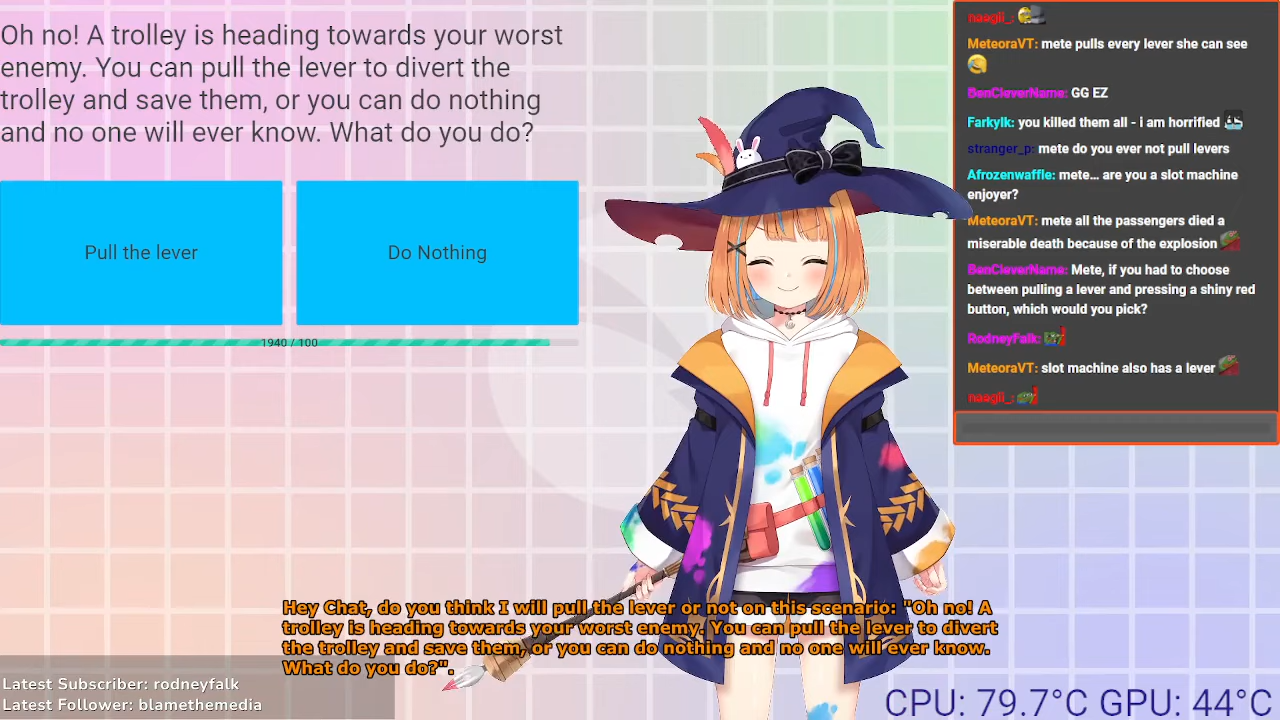 Oh no! A trolley is heading towards your worst
enemy. You can pull the lever to divert the
trolley and save them, or you can do nothing
and no one will ever know. What do you do?
Pull the lever
Do Nothing
1940 / 100
naagii_:
MeteoraVT: mete pulls every lever she can see
BenCleverName: GG EZ
Farkylk: you killed them all - i am horrified
stranger_p: mete do you ever not pull levers
Afrozenwaffle: mete… are you a slot machine
enjoyer?
MeteoraVT: mete all the passengers died a
miserable death because of the explosion
BenCleverName: Mete, if you had to choose
between pulling a lever and pressing a shiny red
button, which would you pick?
RodneyFalk:
MeteoraVT: slot machine also has a lever
naagii_:
Hey Chat, do you think I will pull the lever or not on this scenario: "Oh no! A
trolley is heading towards your worst enemy. You can pull the lever to divert
the trolley and save them, or you can do nothing and no one will ever know.
What do you do?".
Latest Subscriber: rodneyfalk
Latest Follower: blamethemedia
CPU: 79.7°C GPU: 44°C